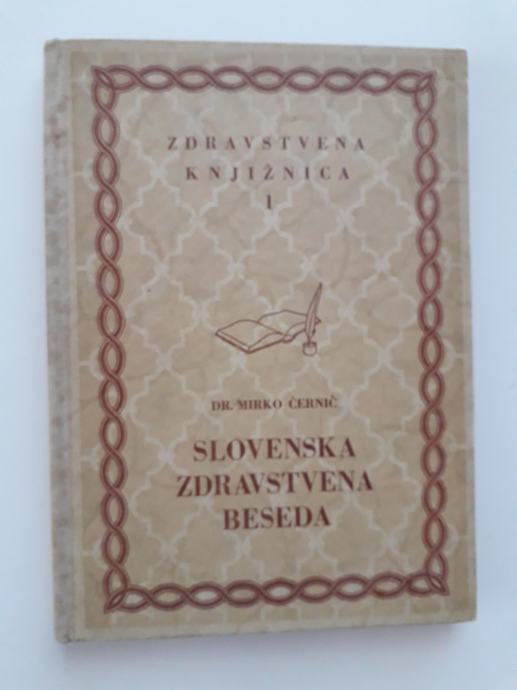 ZDRAVSTVENA
KNJIŽNICA
1
DR. MIRKO ČERNIČ
SLOVENSKA
ZDRAVSTVENA
BESEDA